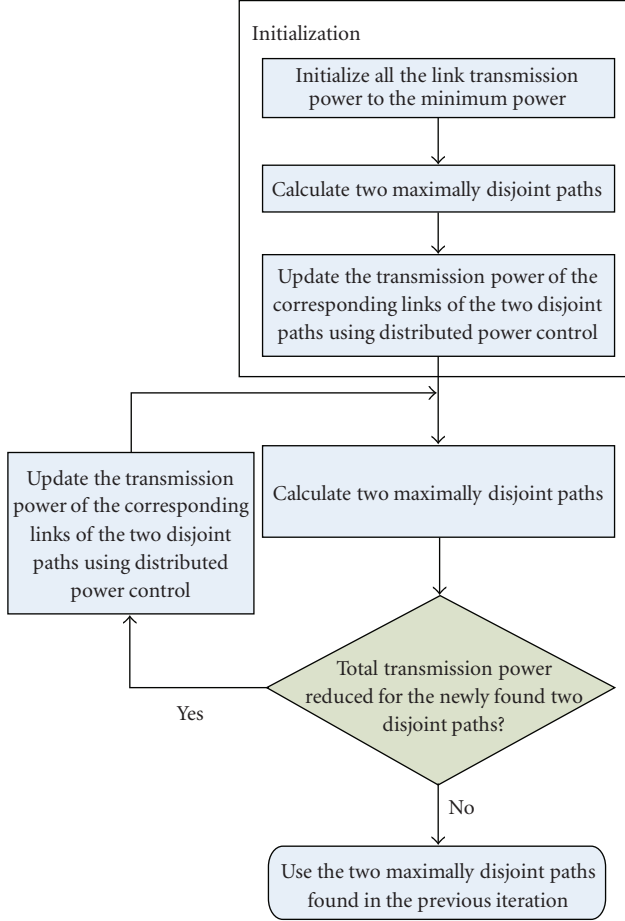 Initialization
Initialize all the link transmission
power to the minimum power
Calculate two maximally disjoint paths
Update the transmission power of the
corresponding links of the two disjoint
paths using distributed power control
Update the transmission
power of the corresponding
links of the two disjoint
paths using distributed
power control
Calculate two maximally disjoint paths
Total transmission power
reduced for the newly found two
disjoint paths?
Yes
No
Use the two maximally disjoint paths
found in the previous iteration